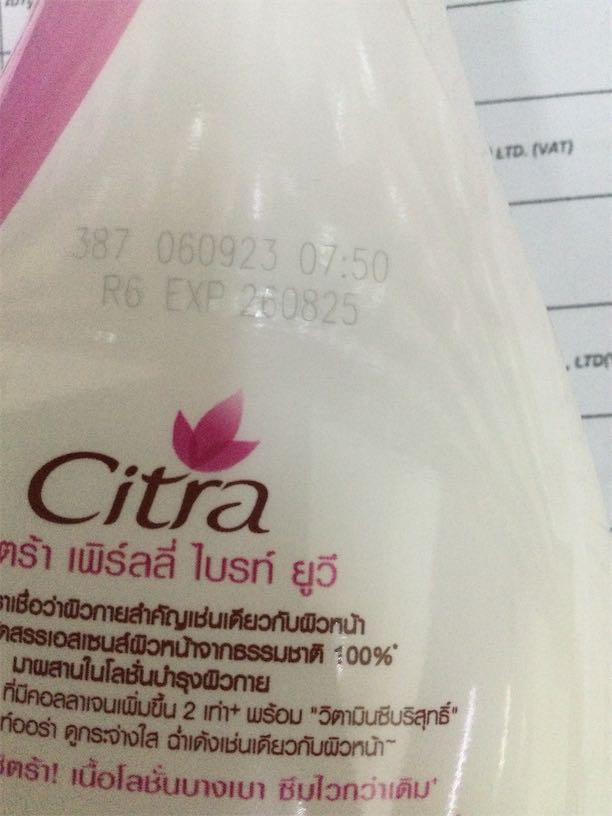 LTD. (VAT)
387 060923 07:50
R6 EXP 260825
, LTD
Citra
ตร้า เพิร์ลลี่ ไบรท์ ยูวี
าเชื่อว่าผิวกายสำคัญเช่นเดียวกับผิวหน้า
ัดสรรเอสเซนส์ผิวหน้าจากธรรมชาติ 100%*
มาผสานในโลชั่นบำรุงผิวกาย
ที่มีคอลลาเจนเพิ่มขึ้น 2 เท่า+ พร้อม "วิตามินซีบริสุทธิ์"
ท์ออร่า ดูกระจ่างใส ฉ่ำเด้งเช่นเดียวกับผิวหน้า~
ซิตร้า! เนื้อโลชั่นบางเบา ซึมไวกว่าเดิม+